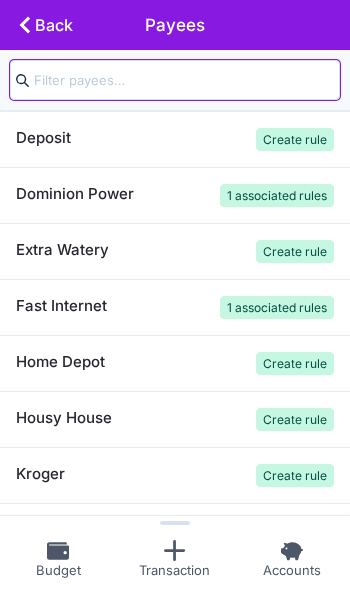 Back
Payees
Filter payees...
Deposit
Create rule
Dominion Power
1 associated rules
Extra Watery
Create rule
Fast Internet
1 associated rules
Home Depot
Create rule
Housy House
Create rule
Kroger
Create rule
Budget
Transaction
Accounts